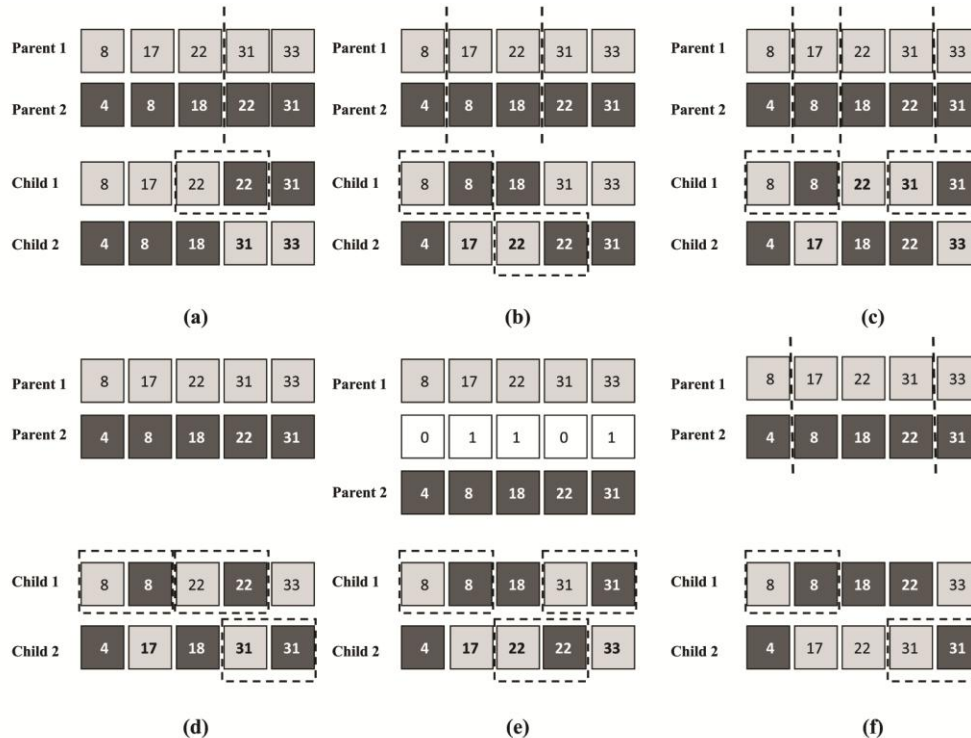 Parent 1 8 17 22 31 33
Parent 2 4 8 18 22 31
Child 1 8 17 22 22 31
Child 2 4 8 18 31 33
(a)
Parent 1 8 17 22 31 33
Parent 2 4 8 18 22 31
Child 1 8 8 18 31 33
Child 2 4 17 22 22 31
(b)
Parent 1 8 17 22 31 33
Parent 2 4 8 18 22 31
Child 1 8 8 22 31 31
Child 2 4 17 18 22 33
(c)
Parent 1 8 17 22 31 33
Parent 2 4 8 18 22 31
Child 1 8 8 22 22 33
Child 2 4 17 18 31 31
(d)
Parent 1 8 17 22 31 33
0 1 1 0 1
Parent 2 4 8 18 22 31
Child 1 8 8 18 31 31
Child 2 4 17 22 22 33
(e)
Parent 1 8 17 22 31 33
Parent 2 4 8 18 22 31
Child 1 8 8 18 22 33
Child 2 4 17 22 31 31
(f)